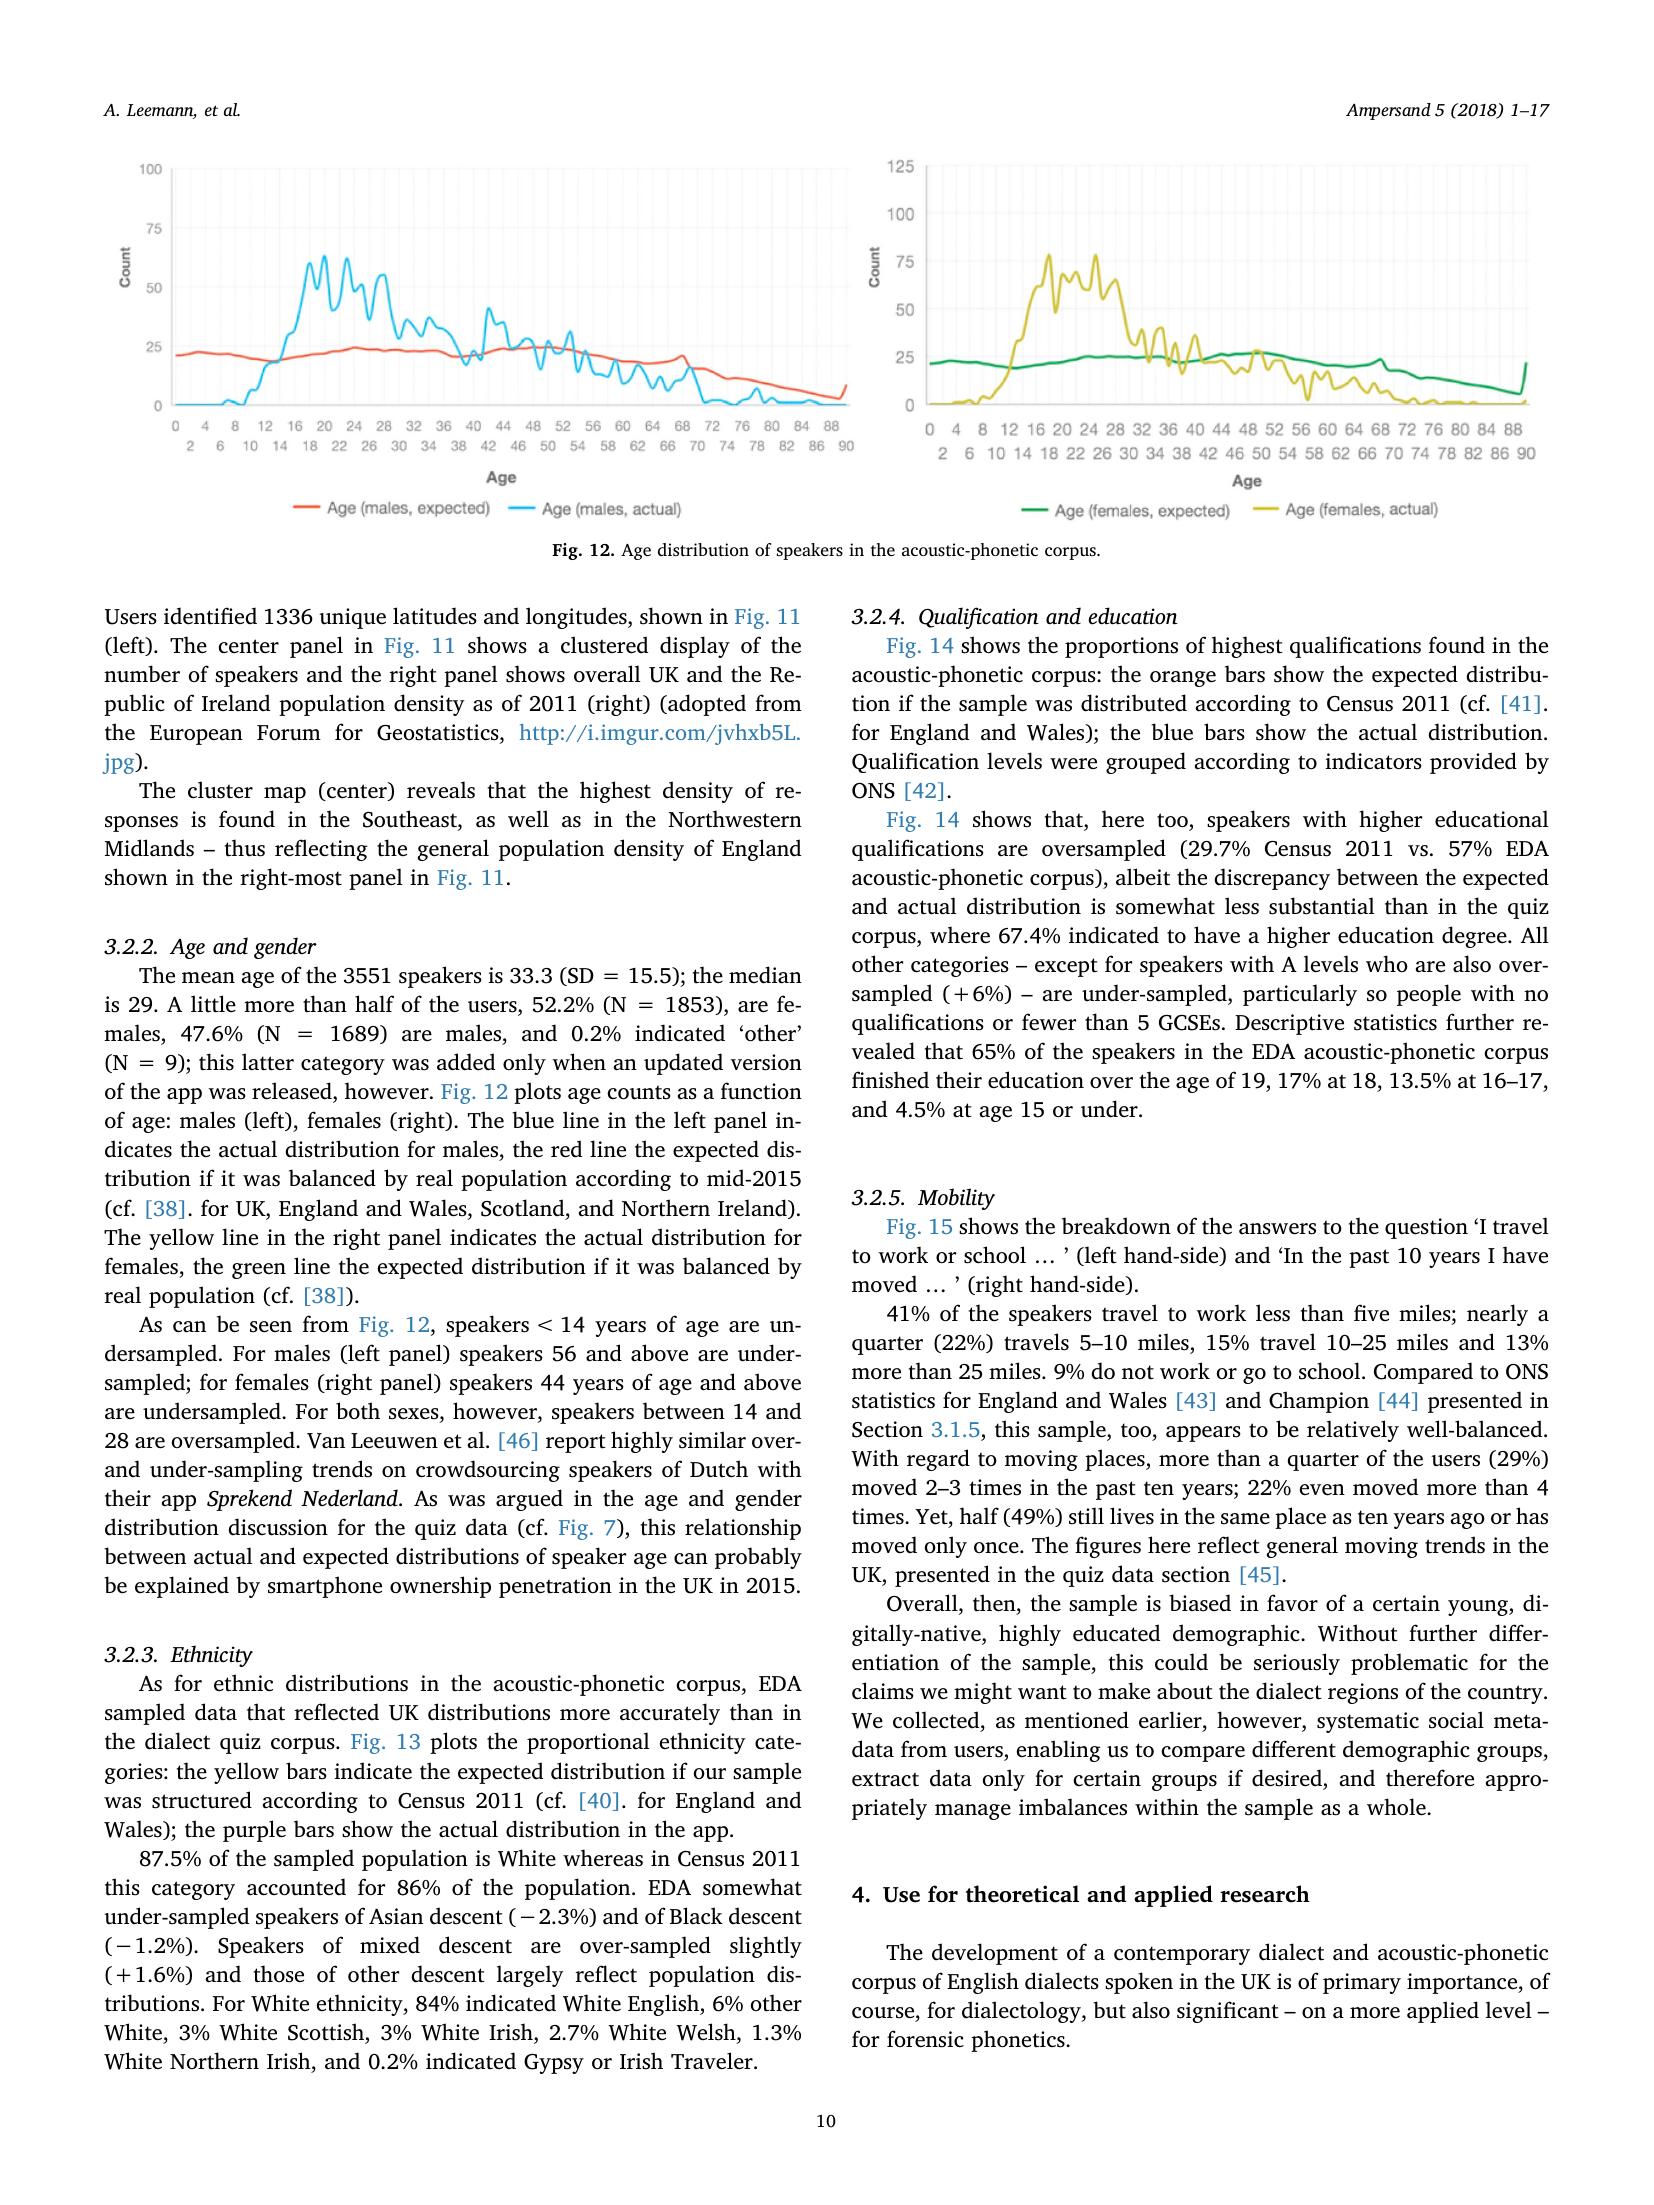 A. Leemann, et al.
Ampersand 5 (2018) 1–17
100
75
50
25
0
Count
0 4 8 12 16 20 24 28 32 36 40 44 48 52 56 60 64 68 72 76 80 84 88
2 6 10 14 18 22 26 30 34 38 42 46 50 54 58 62 66 70 74 78 82 86 90
Age
Age (males, expected) Age (males, actual)
125
100
75
50
25
0
Count
0 4 8 12 16 20 24 28 32 36 40 44 48 52 56 60 64 68 72 76 80 84 88
2 6 10 14 18 22 26 30 34 38 42 46 50 54 58 62 66 70 74 78 82 86 90
Age
Age (females, expected) Age (females, actual)
Fig. 12. Age distribution of speakers in the acoustic-phonetic corpus.
Users identified 1336 unique latitudes and longitudes, shown in Fig. 11
(left). The center panel in Fig. 11 shows a clustered display of the
number of speakers and the right panel shows overall UK and the Re-
public of Ireland population density as of 2011 (right) (adopted from
the European Forum for Geostatistics, http://i.imgur.com/jvhxb5L.
jpg).
The cluster map (center) reveals that the highest density of re-
sponses is found in the Southeast, as well as in the Northwestern
Midlands – thus reflecting the general population density of England
shown in the right-most panel in Fig. 11.
3.2.2. Age and gender
The mean age of the 3551 speakers is 33.3 (SD = 15.5); the median
is 29. A little more than half of the users, 52.2% (N = 1853), are fe-
males, 47.6% (N = 1689) are males, and 0.2% indicated ‘other’
(N = 9); this latter category was added only when an updated version
of the app was released, however. Fig. 12 plots age counts as a function
of age: males (left), females (right). The blue line in the left panel in-
dicates the actual distribution for males, the red line the expected dis-
tribution if it was balanced by real population according to mid-2015
(cf. [38]. for UK, England and Wales, Scotland, and Northern Ireland).
The yellow line in the right panel indicates the actual distribution for
females, the green line the expected distribution if it was balanced by
real population (cf. [38]).
As can be seen from Fig. 12, speakers < 14 years of age are un-
dersampled. For males (left panel) speakers 56 and above are under-
sampled; for females (right panel) speakers 44 years of age and above
are undersampled. For both sexes, however, speakers between 14 and
28 are oversampled. Van Leeuwen et al. [46] report highly similar over-
and under-sampling trends on crowdsourcing speakers of Dutch with
their app Sprekend Nederland. As was argued in the age and gender
distribution discussion for the quiz data (cf. Fig. 7), this relationship
between actual and expected distributions of speaker age can probably
be explained by smartphone ownership penetration in the UK in 2015.
3.2.3. Ethnicity
As for ethnic distributions in the acoustic-phonetic corpus, EDA
sampled data that reflected UK distributions more accurately than in
the dialect quiz corpus. Fig. 13 plots the proportional ethnicity cate-
gories: the yellow bars indicate the expected distribution if our sample
was structured according to Census 2011 (cf. [40]. for England and
Wales); the purple bars show the actual distribution in the app.
87.5% of the sampled population is White whereas in Census 2011
this category accounted for 86% of the population. EDA somewhat
under-sampled speakers of Asian descent (−2.3%) and of Black descent
(−1.2%). Speakers of mixed descent are over-sampled slightly
(+1.6%) and those of other descent largely reflect population dis-
tributions. For White ethnicity, 84% indicated White English, 6% other
White, 3% White Scottish, 3% White Irish, 2.7% White Welsh, 1.3%
White Northern Irish, and 0.2% indicated Gypsy or Irish Traveler.
3.2.4. Qualification and education
Fig. 14 shows the proportions of highest qualifications found in the
acoustic-phonetic corpus: the orange bars show the expected distribu-
tion if the sample was distributed according to Census 2011 (cf. [41].
for England and Wales); the blue bars show the actual distribution.
Qualification levels were grouped according to indicators provided by
ONS [42].
Fig. 14 shows that, here too, speakers with higher educational
qualifications are oversampled (29.7% Census 2011 vs. 57% EDA
acoustic-phonetic corpus), albeit the discrepancy between the expected
and actual distribution is somewhat less substantial than in the quiz
corpus, where 67.4% indicated to have a higher education degree. All
other categories – except for speakers with A levels who are also over-
sampled (+6%) – are under-sampled, particularly so people with no
qualifications or fewer than 5 GCSEs. Descriptive statistics further re-
vealed that 65% of the speakers in the EDA acoustic-phonetic corpus
finished their education over the age of 19, 17% at 18, 13.5% at 16–17,
and 4.5% at age 15 or under.
3.2.5. Mobility
Fig. 15 shows the breakdown of the answers to the question ‘I travel
to work or school … ’ (left hand-side) and ‘In the past 10 years I have
moved … ’ (right hand-side).
41% of the speakers travel to work less than five miles; nearly a
quarter (22%) travels 5–10 miles, 15% travel 10–25 miles and 13%
more than 25 miles. 9% do not work or go to school. Compared to ONS
statistics for England and Wales [43] and Champion [44] presented in
Section 3.1.5, this sample, too, appears to be relatively well-balanced.
With regard to moving places, more than a quarter of the users (29%)
moved 2–3 times in the past ten years; 22% even moved more than 4
times. Yet, half (49%) still lives in the same place as ten years ago or has
moved only once. The figures here reflect general moving trends in the
UK, presented in the quiz data section [45].
Overall, then, the sample is biased in favor of a certain young, di-
gitally-native, highly educated demographic. Without further differ-
entiation of the sample, this could be seriously problematic for the
claims we might want to make about the dialect regions of the country.
We collected, as mentioned earlier, however, systematic social meta-
data from users, enabling us to compare different demographic groups,
extract data only for certain groups if desired, and therefore appro-
priately manage imbalances within the sample as a whole.
4. Use for theoretical and applied research
The development of a contemporary dialect and acoustic-phonetic
corpus of English dialects spoken in the UK is of primary importance, of
course, for dialectology, but also significant – on a more applied level –
for forensic phonetics.
10